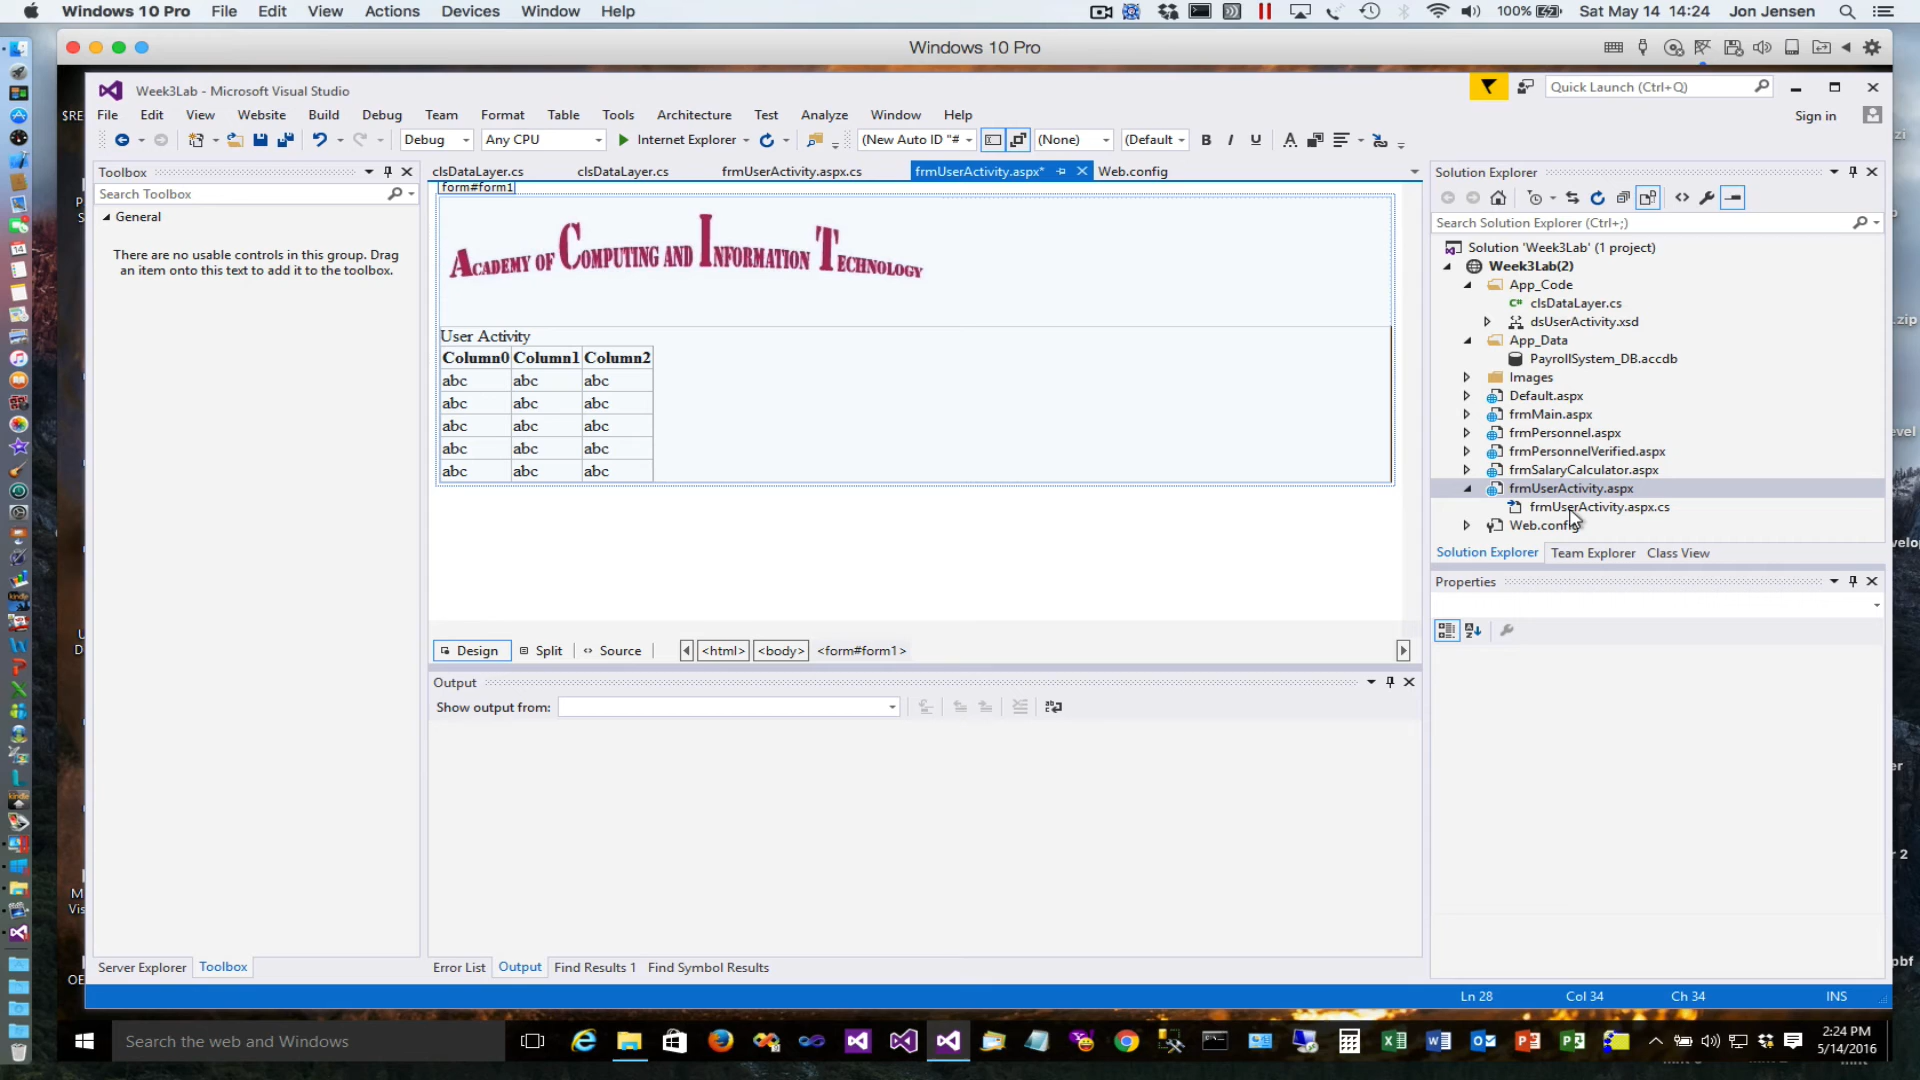 Windows 10 Pro File Edit View Actions Devices Window Help 100% Sat May 14 14:24 Jon Jensen
Windows 10 Pro
Week3Lab - Microsoft Visual Studio
Quick Launch (Ctrl+Q)
$RE
File Edit View Website Build Debug Team Format Table Tools Architecture Test Analyze Window Help
Sign in
Debug Any CPU Internet Explorer (New Auto ID "# (None) (Default B I U
Toolbox
clsDataLayer.cs clsDataLayer.cs frmUserActivity.aspx.cs frmUserActivity.aspx* Web.config
Solution Explorer
Search Toolbox
form#form1
General
There are no usable controls in this group. Drag
an item onto this text to add it to the toolbox.
Academy of Computing and Information Technology
User Activity
Column0 Column1 Column2
abc abc abc
abc abc abc
abc abc abc
abc abc abc
abc abc abc
Search Solution Explorer (Ctrl+;)
Solution 'Week3Lab' (1 project)
Week3Lab(2)
App_Code
C# clsDataLayer.cs
dsUserActivity.xsd
App_Data
PayrollSystem_DB.accdb
Images
Default.aspx
frmMain.aspx
frmPersonnel.aspx
frmPersonnelVerified.aspx
frmSalaryCalculator.aspx
frmUserActivity.aspx
frmUserActivity.aspx.cs
Web.config
Solution Explorer Team Explorer Class View
Properties
Design Split Source <html> <body> <form#form1>
Output
Show output from:
Server Explorer Toolbox
Error List Output Find Results 1 Find Symbol Results
Ln 28 Col 34 Ch 34 INS
Search the web and Windows
2:24 PM
5/14/2016
.zip
evel
velo
er
r 2
pbf